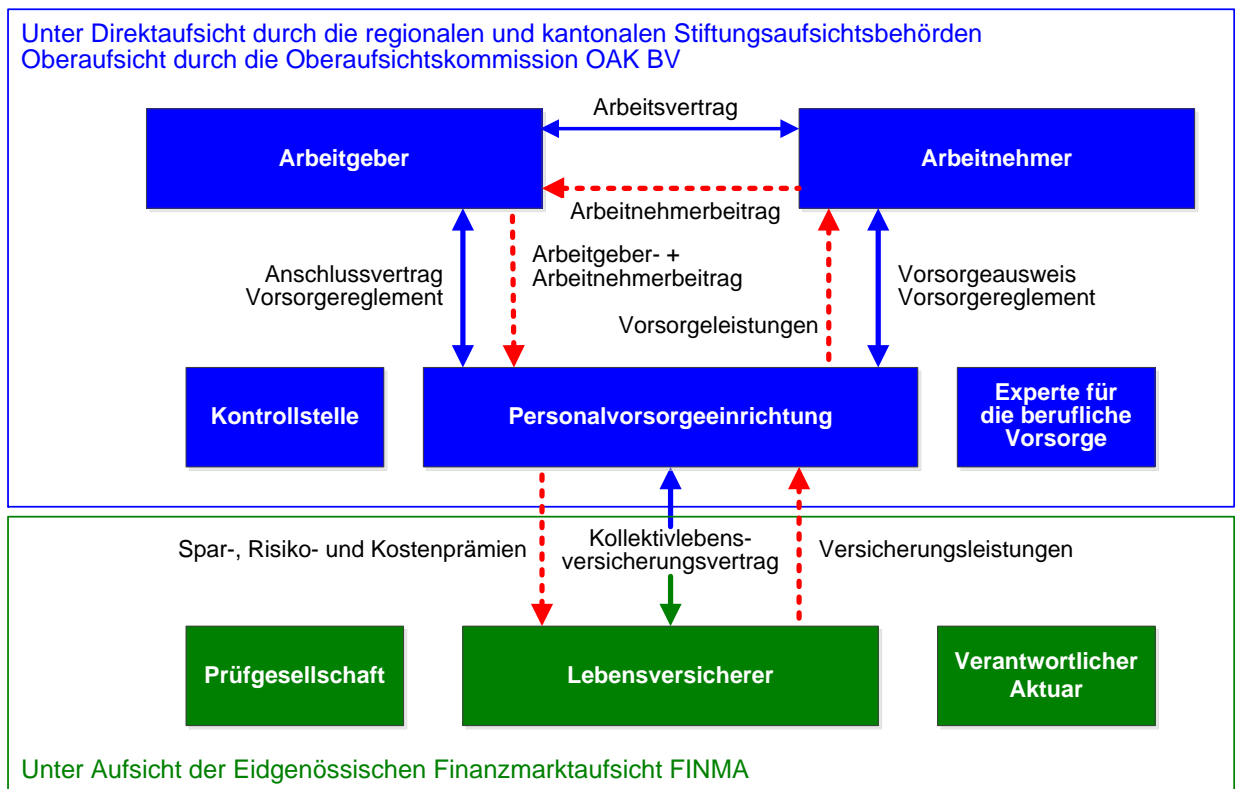 Unter Direktaufsicht durch die regionalen und kantonalen Stiftungsaufsichtsbehörden
Oberaufsicht durch die Oberaufsichtskommission OAK BV
Arbeitsvertrag
Arbeitgeber
Arbeitnehmer
Arbeitnehmerbeitrag
Anschlussvertrag
Vorsorgereglement
Arbeitgeber- +
Arbeitnehmerbeitrag
Vorsorgeausweis
Vorsorgereglement
Vorsorgeleistungen
Kontrollstelle
Personalvorsorgeeinrichtung
Experte für
die berufliche
Vorsorge
Spar-, Risiko- und Kostenprämien
Kollektivlebens-
versicherungsvertrag
Versicherungsleistungen
Prüfgesellschaft
Lebensversicherer
Verantwortlicher
Aktuar
Unter Aufsicht der Eidgenössischen Finanzmarktaufsicht FINMA